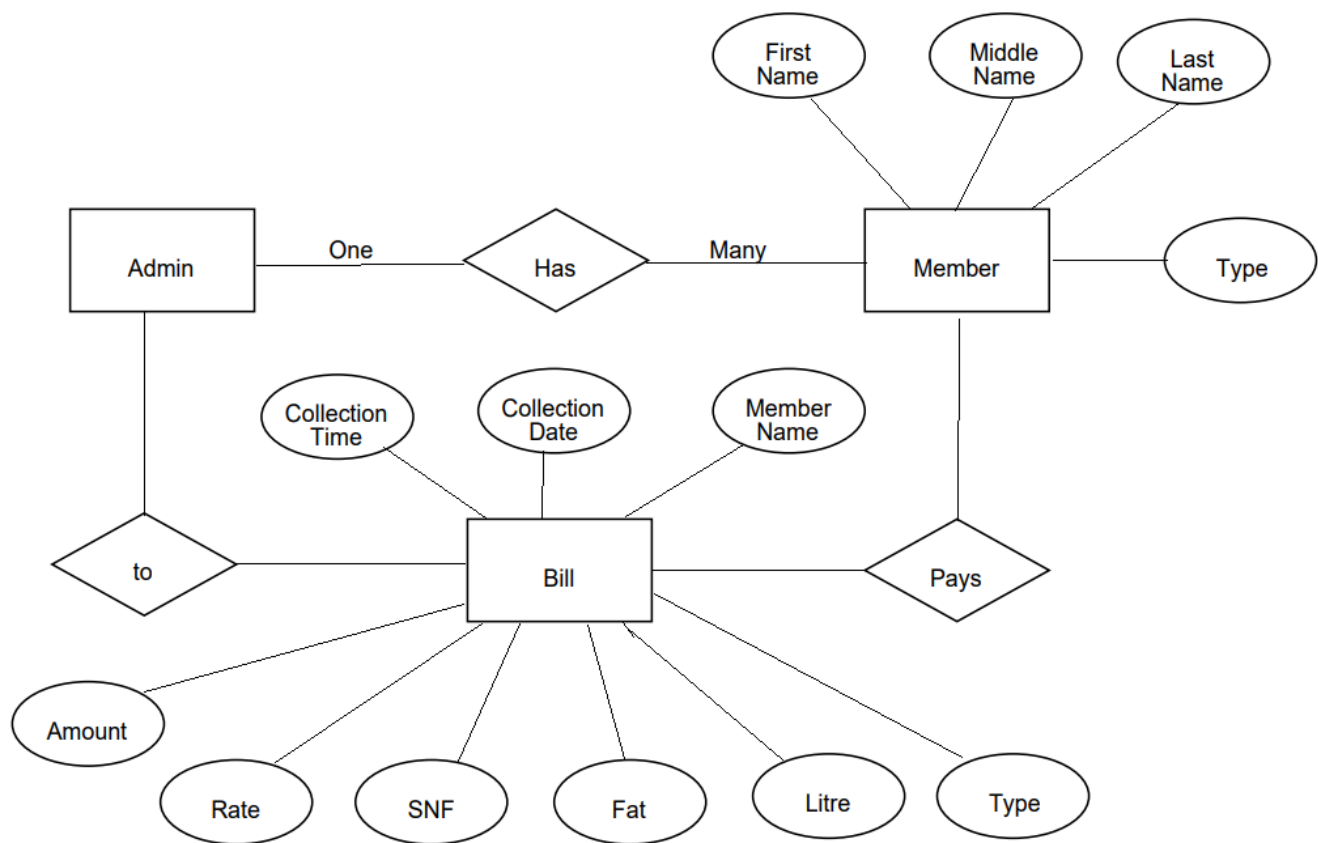 First
Name
Middle
Name
Last
Name
Admin
One
Has
Many
Member
Type
Collection
Time
Collection
Date
Member
Name
to
Bill
Pays
Amount
Rate
SNF
Fat
Litre
Type